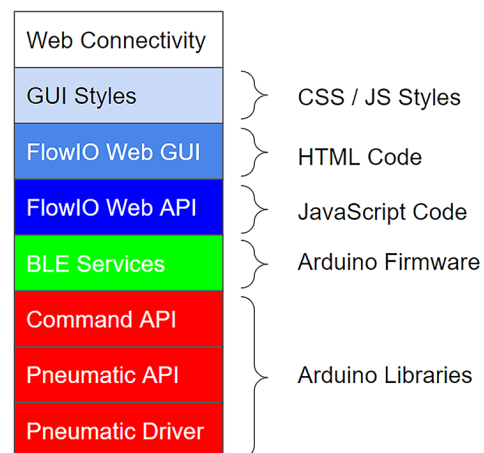 Web Connectivity
GUI Styles
CSS / JS Styles
FlowIO Web GUI
HTML Code
FlowIO Web API
JavaScript Code
BLE Services
Arduino Firmware
Command API
Pneumatic API
Arduino Libraries
Pneumatic Driver